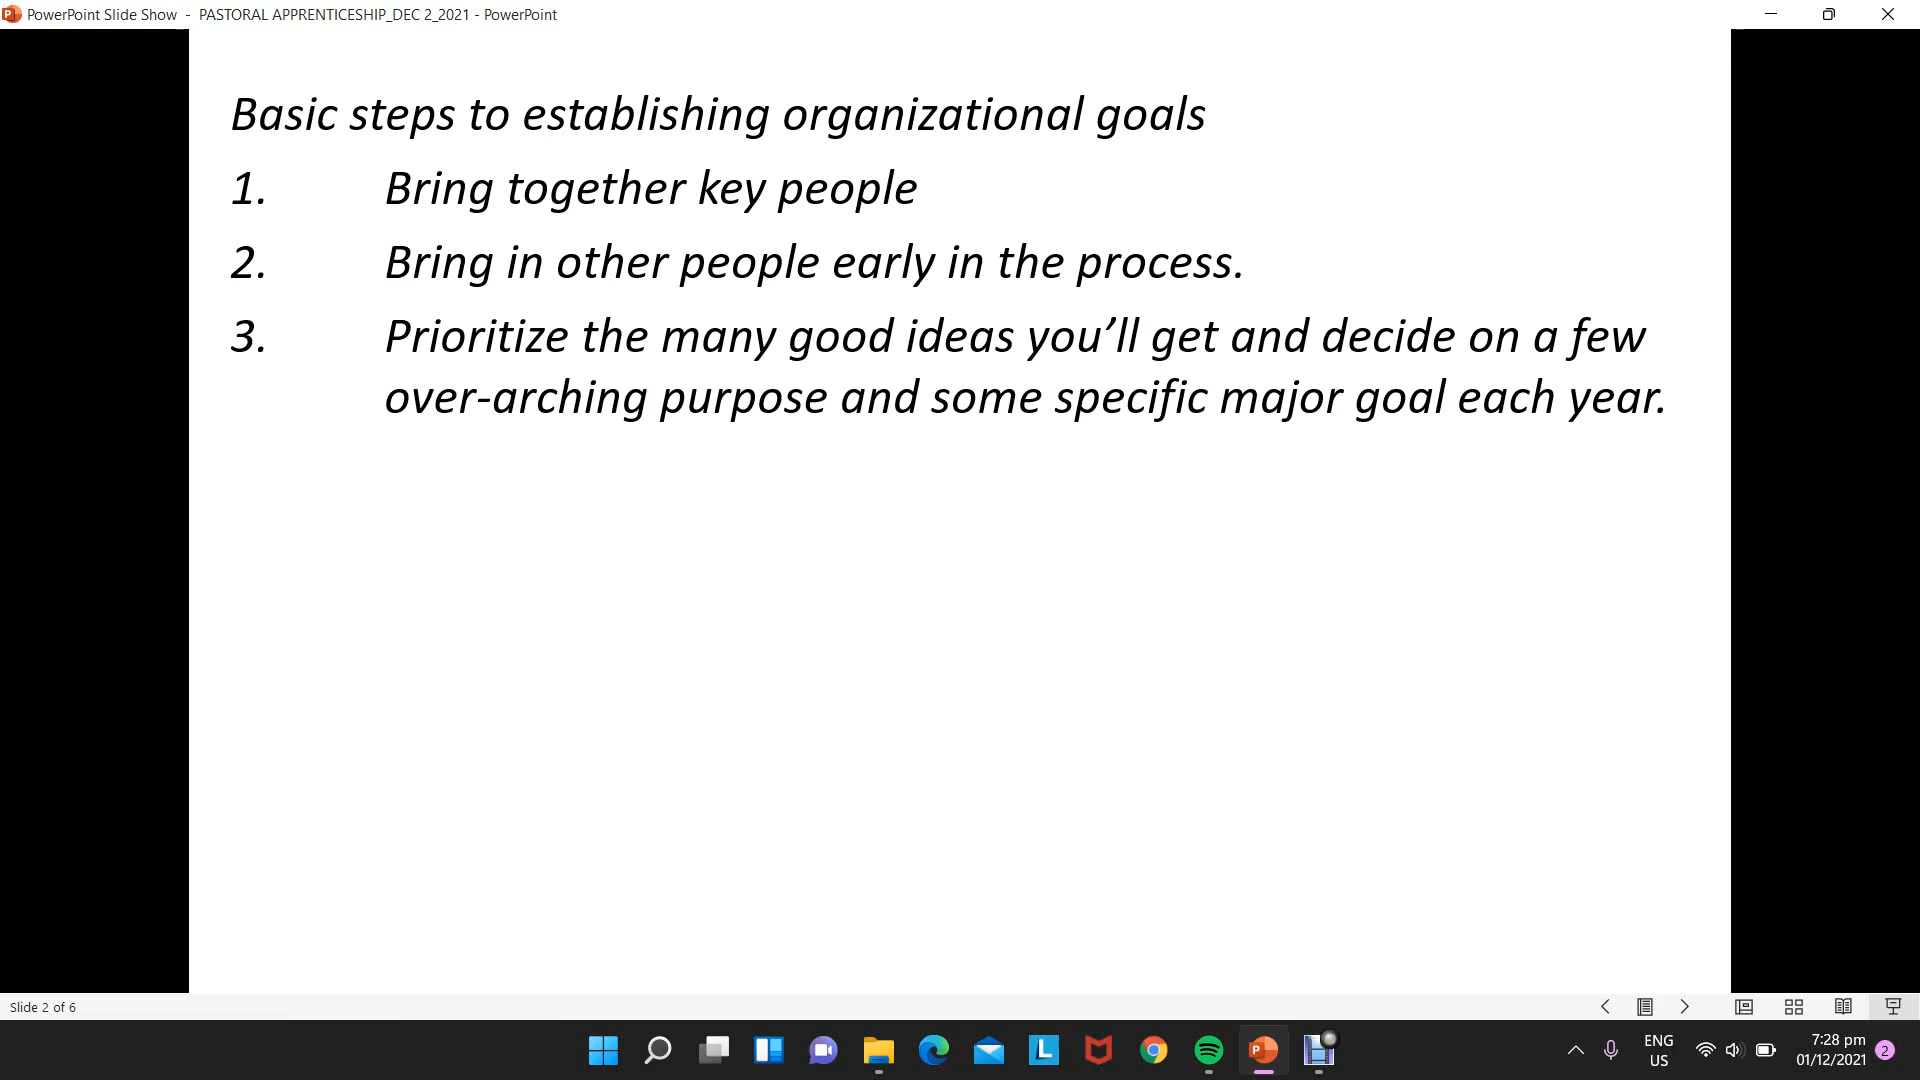 PowerPoint Slide Show - PASTORAL APPRENTICESHIP_DEC 2_2021 - PowerPoint
Basic steps to establishing organizational goals
1. Bring together key people
2. Bring in other people early in the process.
3. Prioritize the many good ideas you’ll get and decide on a few
over-arching purpose and some specific major goal each year.
Slide 2 of 6
ENG
US
7:28 pm
01/12/2021
2